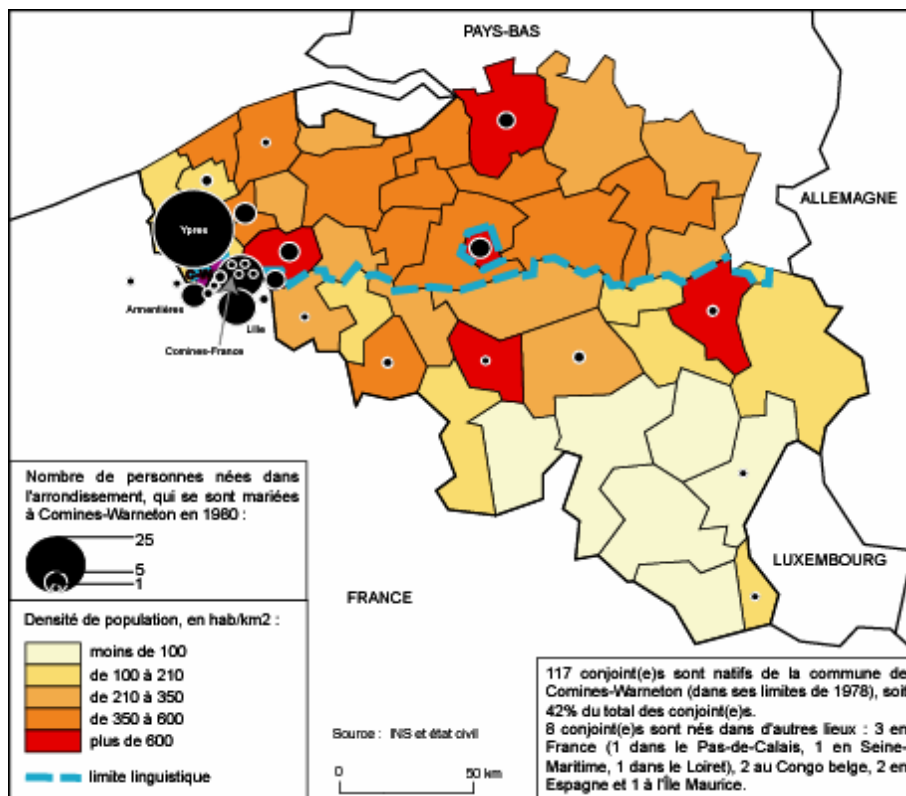 PAYS-BAS
ALLEMAGNE
Ypres
Armentières
Lille
Comines-France
LUXEMBOURG
FRANCE
Nombre de personnes nées dans
l'arrondissement, qui se sont mariées
à Comines-Warneton en 1980 :
25
5
1
Densité de population, en hab/km2 :
moins de 100
de 100 à 210
de 210 à 350
de 350 à 600
plus de 600
limite linguistique
Source : INS et état civil
0 50 km
117 conjoint(e)s sont natifs de la commune de
Comines-Warneton (dans ses limites de 1978), soit
42% du total des conjoint(e)s.
8 conjoint(e)s sont nés dans d'autres lieux : 3 en
France (1 dans le Pas-de-Calais, 1 en Seine-
Maritime, 1 dans le Loiret), 2 au Congo belge, 2 en
Espagne et 1 à l'Île Maurice.